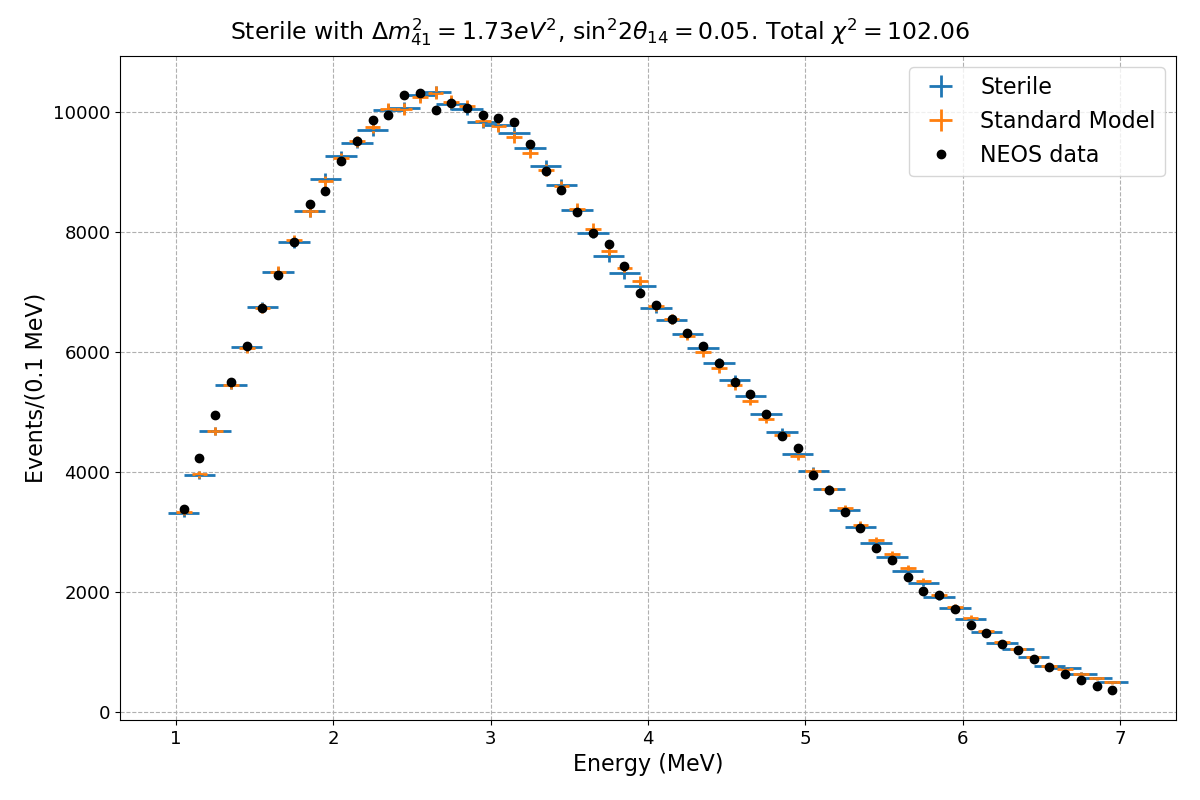 Sterile with Δm²₄₁ = 1.73eV², sin²2θ₁₄ = 0.05. Total χ² = 102.06
Sterile
Standard Model
NEOS data
Events/(0.1 MeV)
10000
8000
6000
4000
2000
0
1 2 3 4 5 6 7
Energy (MeV)